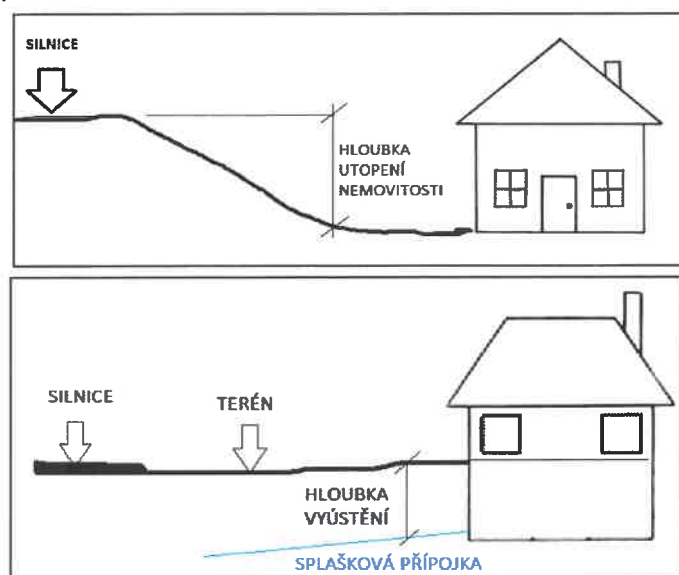 SILNICE
HLOUBKA
UTOPENÍ
NEMOVITOSTI
SILNICE
TERÉN
HLOUBKA
VYÚSTĚNÍ
SPLAŠKOVÁ PŘÍPOJKA